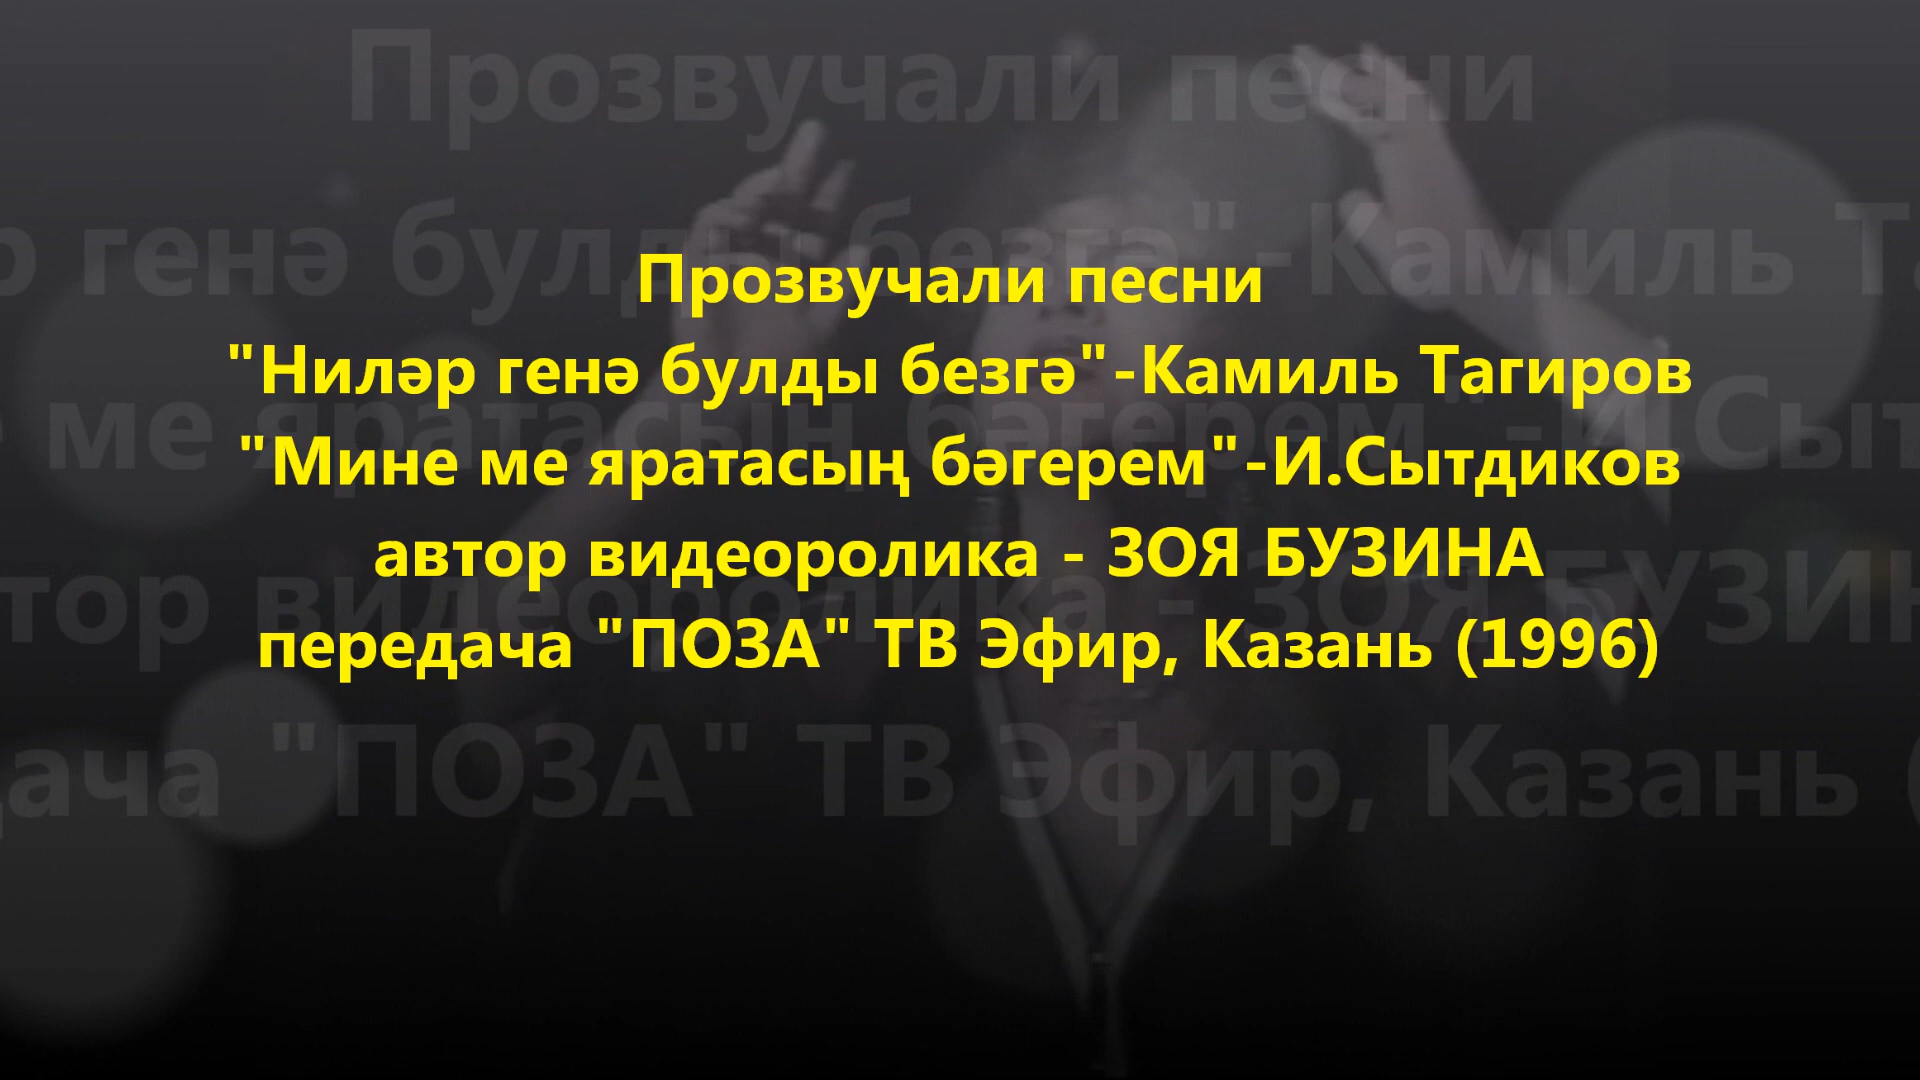 Прозвучали песни
"Ниләр генә булды безгә"-Камиль Тагиров
"Мине ме яратасың бәгерем"-И.Сытдиков
автор видеоролика - ЗОЯ БУЗИНА
передача "ПОЗА" ТВ Эфир, Казань (1996)